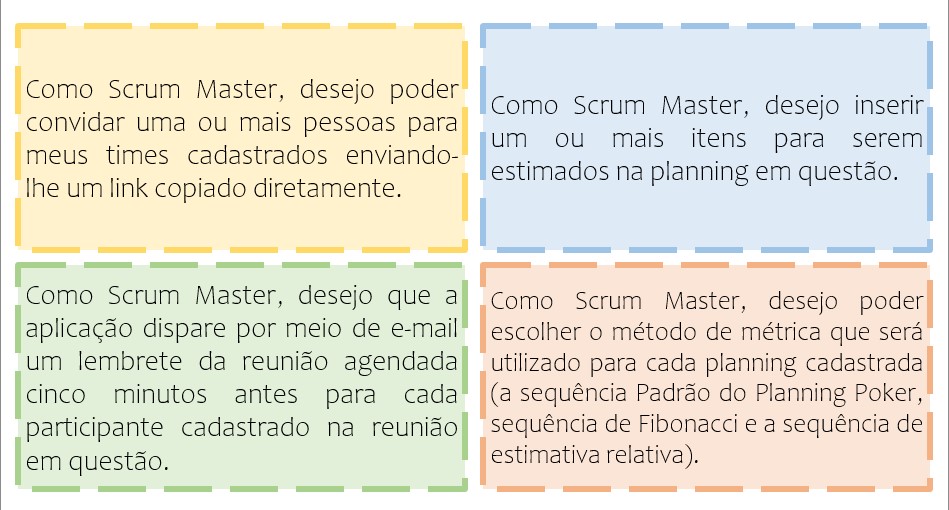 Como Scrum Master, desejo poder
convidar uma ou mais pessoas para
meus times cadastrados enviando-
lhe um link copiado diretamente.
Como Scrum Master, desejo inserir
um ou mais itens para serem
estimados na planning em questão.
Como Scrum Master, desejo que a
aplicação dispare por meio de e-mail
um lembrete da reunião agendada
cinco minutos antes para cada
participante cadastrado na reunião
em questão.
Como Scrum Master, desejo poder
escolher o método de métrica que será
utilizado para cada planning cadastrada
(a sequência Padrão do Planning Poker,
sequência de Fibonacci e a sequência de
estimativa relativa).